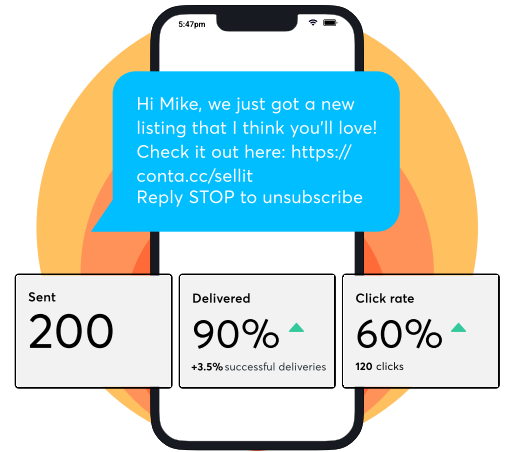 5:47pm
Hi Mike, we just got a new
listing that I think you'll love!
Check it out here: https://
conta.cc/sellit
Reply STOP to unsubscribe
Sent
200
Delivered
90%
+3.5% successful deliveries
Click rate
60%
120 clicks